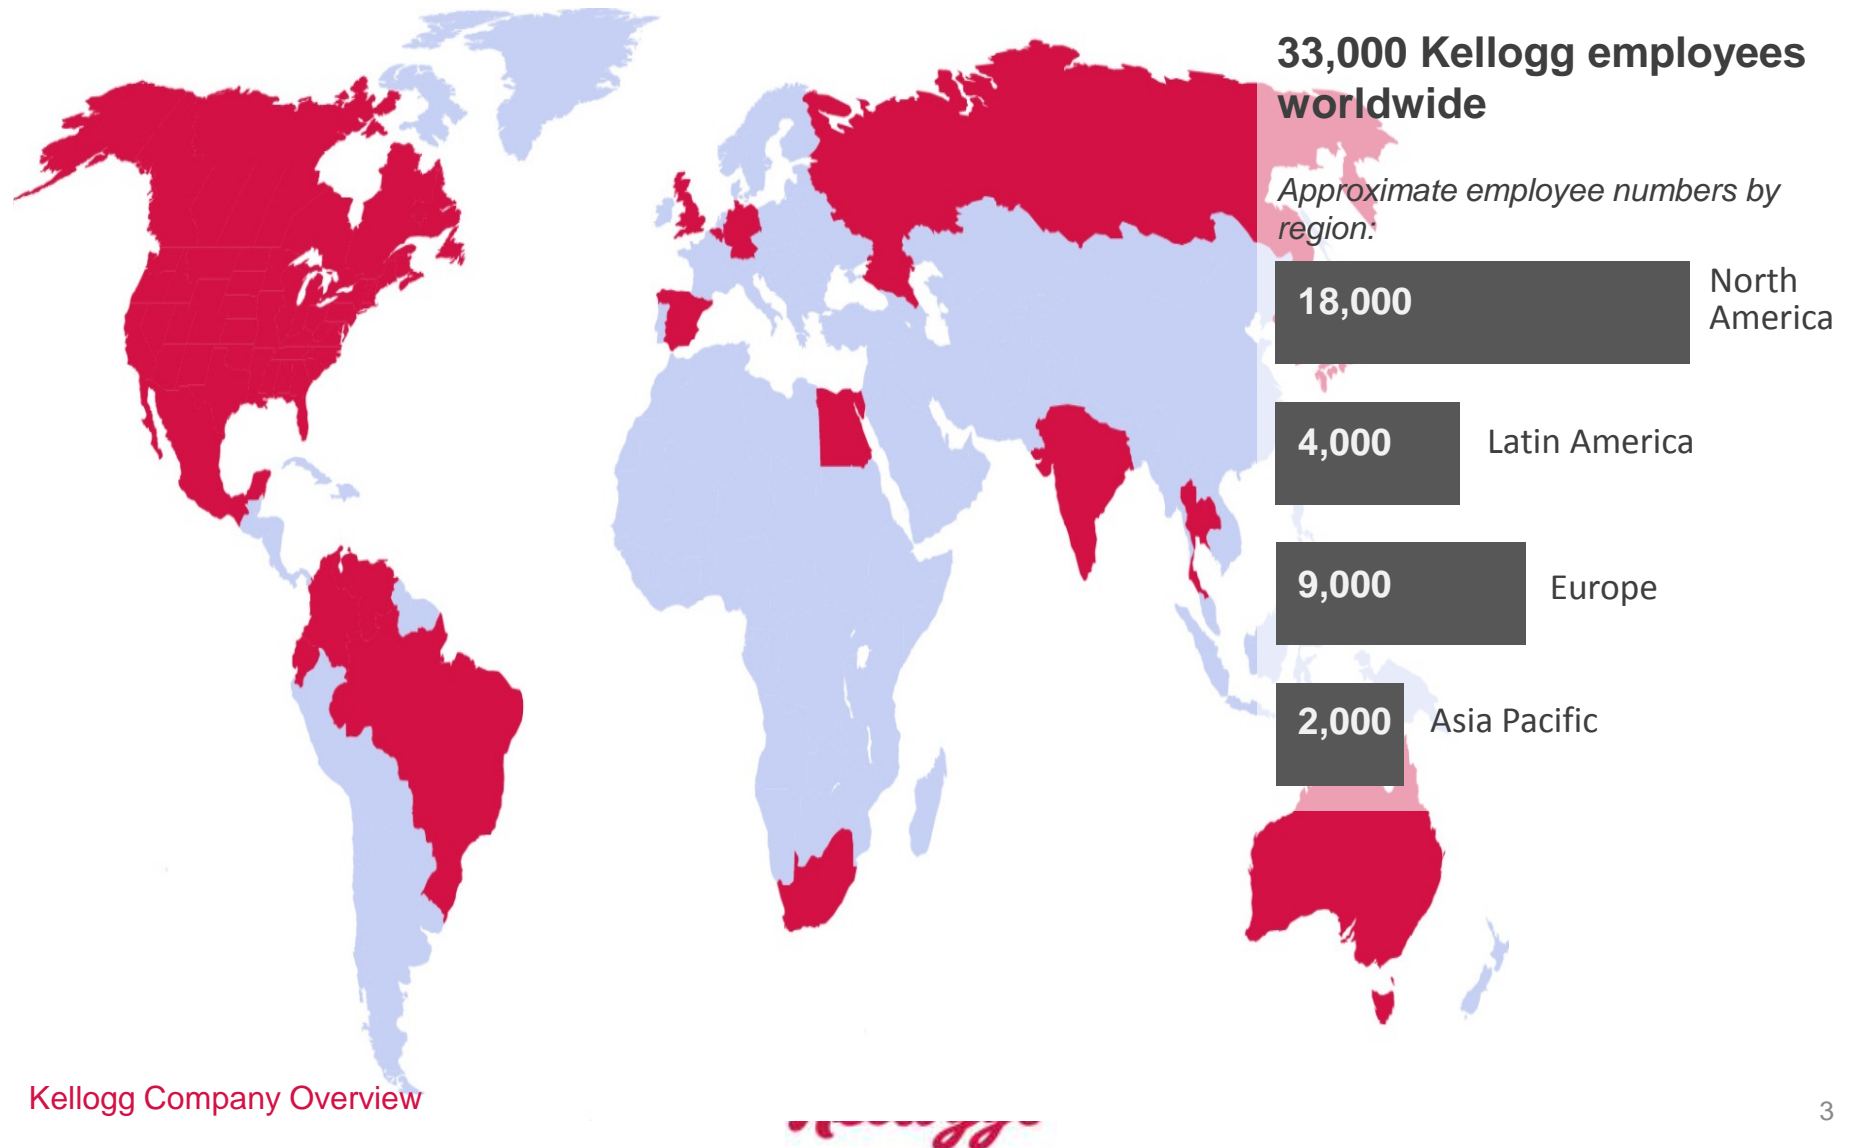 33,000 Kellogg employees
worldwide
Approximate employee numbers by
region:
18,000
North
America
4,000
Latin America
9,000
Europe
2,000
Asia Pacific
Kellogg Company Overview
3